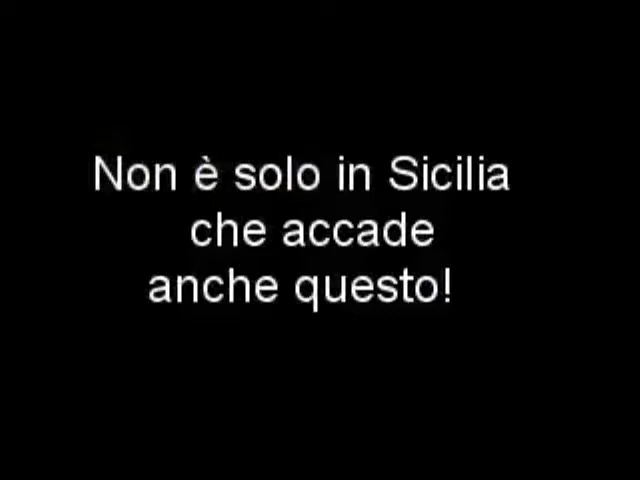 Non è solo in Sicilia
che accade
anche questo!